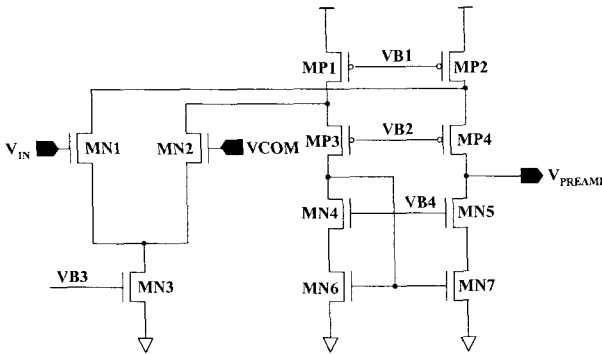 MP1 VB1 MP2
MP3 VB2 MP4
V_IN MN1 MN2 VCOM
V_PREAMP
MN4 VB4 MN5
VB3 MN3 MN6 MN7